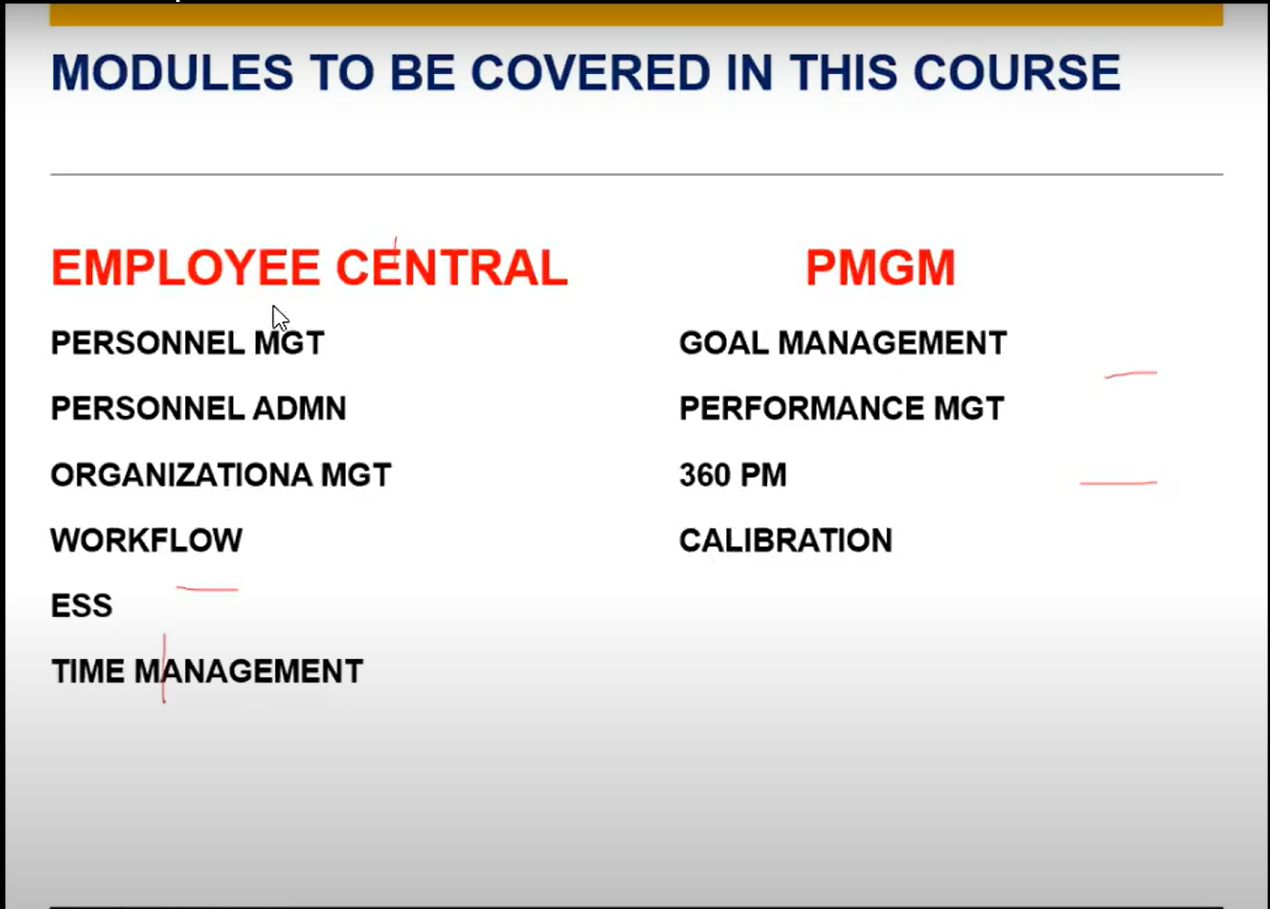 MODULES TO BE COVERED IN THIS COURSE
EMPLOYEE CENTRAL
PERSONNEL MGT
PERSONNEL ADMN
ORGANIZATIONA MGT
WORKFLOW
ESS
TIME MANAGEMENT
PMGM
GOAL MANAGEMENT
PERFORMANCE MGT
360 PM
CALIBRATION